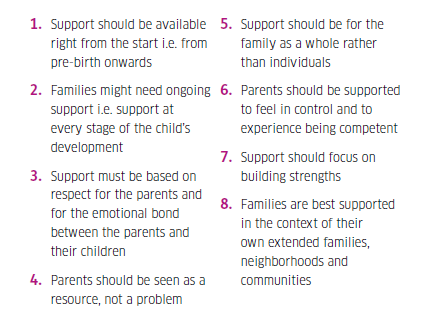 1. Support should be available
right from the start i.e. from
pre-birth onwards
2. Families might need ongoing
support i.e. support at
every stage of the child's
development
3. Support must be based on
respect for the parents and
for the emotional bond
between the parents and
their children
4. Parents should be seen as a
resource, not a problem
5. Support should be for the
family as a whole rather
than individuals
6. Parents should be supported
to feel in control and to
experience being competent
7. Support should focus on
building strengths
8. Families are best supported
in the context of their
own extended families,
neighborhoods and
communities